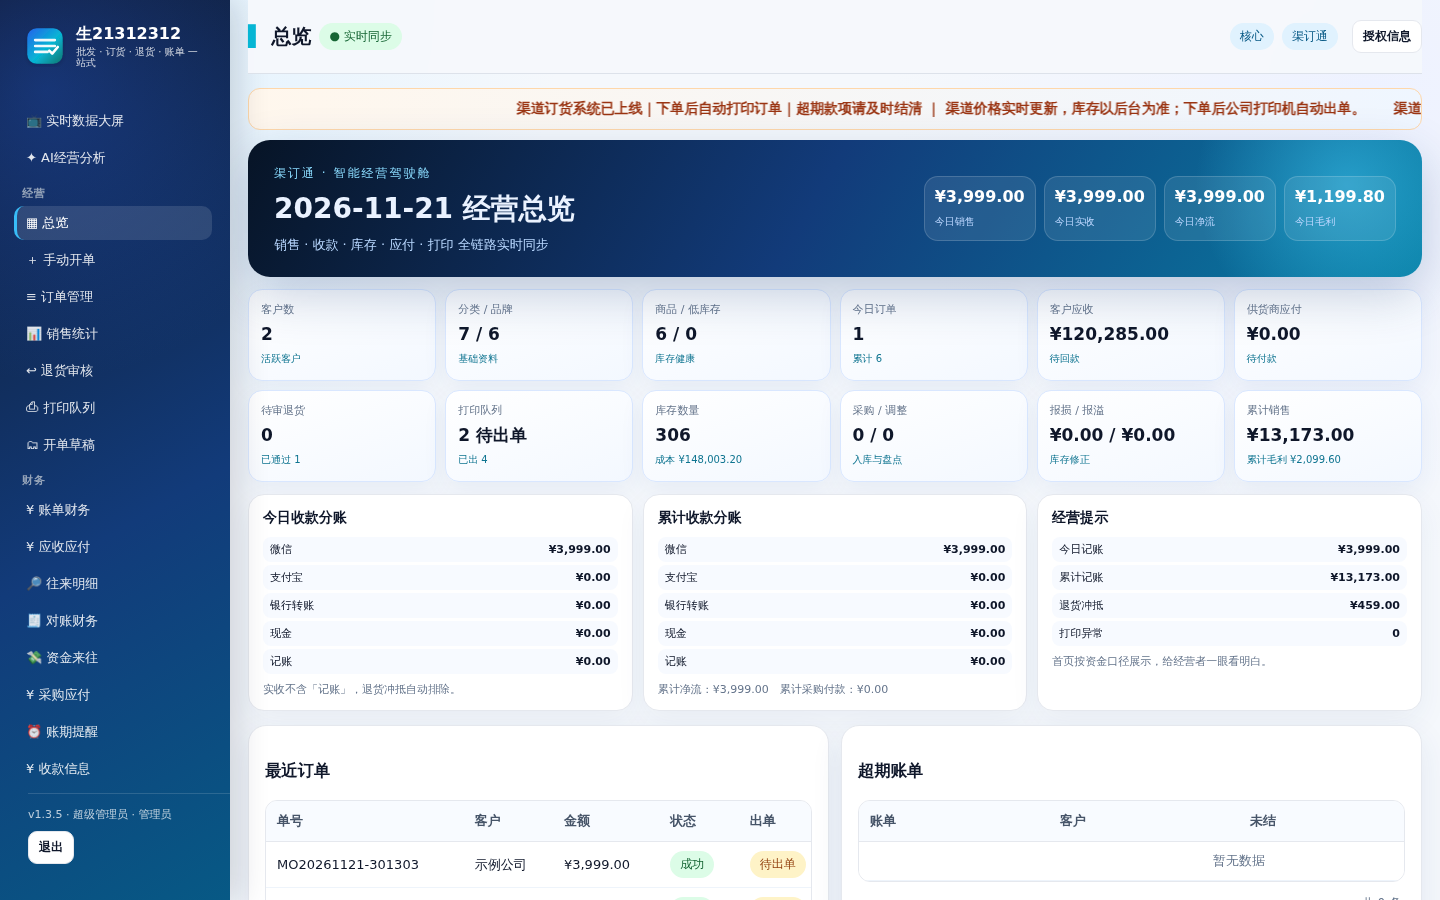 生21312312
批发 · 订货 · 退货 · 账单 一
站式
实时数据大屏
AI经营分析
经营
总览
手动开单
订单管理
销售统计
退货审核
打印队列
开单草稿
财务
¥ 账单财务
¥ 应收应付
往来明细
对账财务
资金来往
¥ 采购应付
账期提醒
¥ 收款信息
v1.3.5 · 超级管理员 · 管理员
退出
总览
● 实时同步
核心
渠订通
授权信息
渠道订货系统已上线｜下单后自动打印订单｜超期款项请及时结清 ｜ 渠道价格实时更新，库存以后台为准；下单后公司打印机自动出单。 渠道
渠订通 · 智能经营驾驶舱
2026-11-21 经营总览
销售 · 收款 · 库存 · 应付 · 打印 全链路实时同步
¥3,999.00
今日销售
¥3,999.00
今日实收
¥3,999.00
今日净流
¥1,199.80
今日毛利
客户数
2
活跃客户
分类 / 品牌
7 / 6
基础资料
商品 / 低库存
6 / 0
库存健康
今日订单
1
累计 6
客户应收
¥120,285.00
待回款
供货商应付
¥0.00
待付款
待审退货
0
已通过 1
打印队列
2 待出单
已出 4
库存数量
306
成本 ¥148,003.20
采购 / 调整
0 / 0
入库与盘点
报损 / 报溢
¥0.00 / ¥0.00
库存修正
累计销售
¥13,173.00
累计毛利 ¥2,099.60
今日收款分账
微信 ¥3,999.00
支付宝 ¥0.00
银行转账 ¥0.00
现金 ¥0.00
记账 ¥0.00
实收不含「记账」，退货冲抵自动排除。
累计收款分账
微信 ¥3,999.00
支付宝 ¥0.00
银行转账 ¥0.00
现金 ¥0.00
记账 ¥0.00
累计净流：¥3,999.00 累计采购付款：¥0.00
经营提示
今日记账 ¥3,999.00
累计记账 ¥13,173.00
退货冲抵 ¥459.00
打印异常 0
首页按资金口径展示，给经营者一眼看明白。
最近订单
单号 客户 金额 状态 出单
MO20261121-301303 示例公司 ¥3,999.00 成功 待出单
超期账单
账单 客户 未结
暂无数据